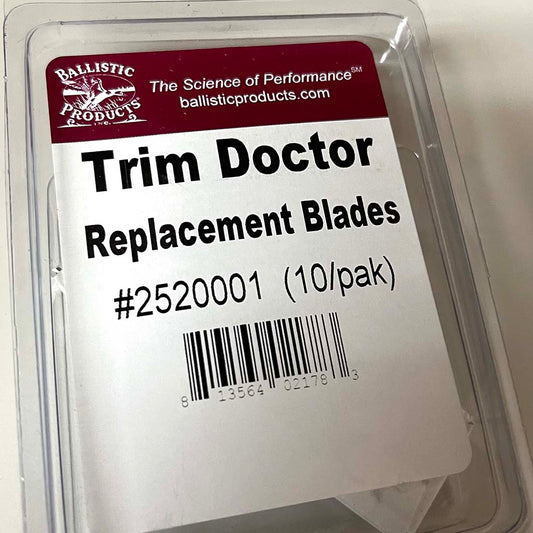 BALLISTIC
PRODUCTS
INC.
The Science of Performance℠
ballisticproducts.com
Trim Doctor
Replacement Blades
#2520001 (10/pak)
8 13564 02178 3